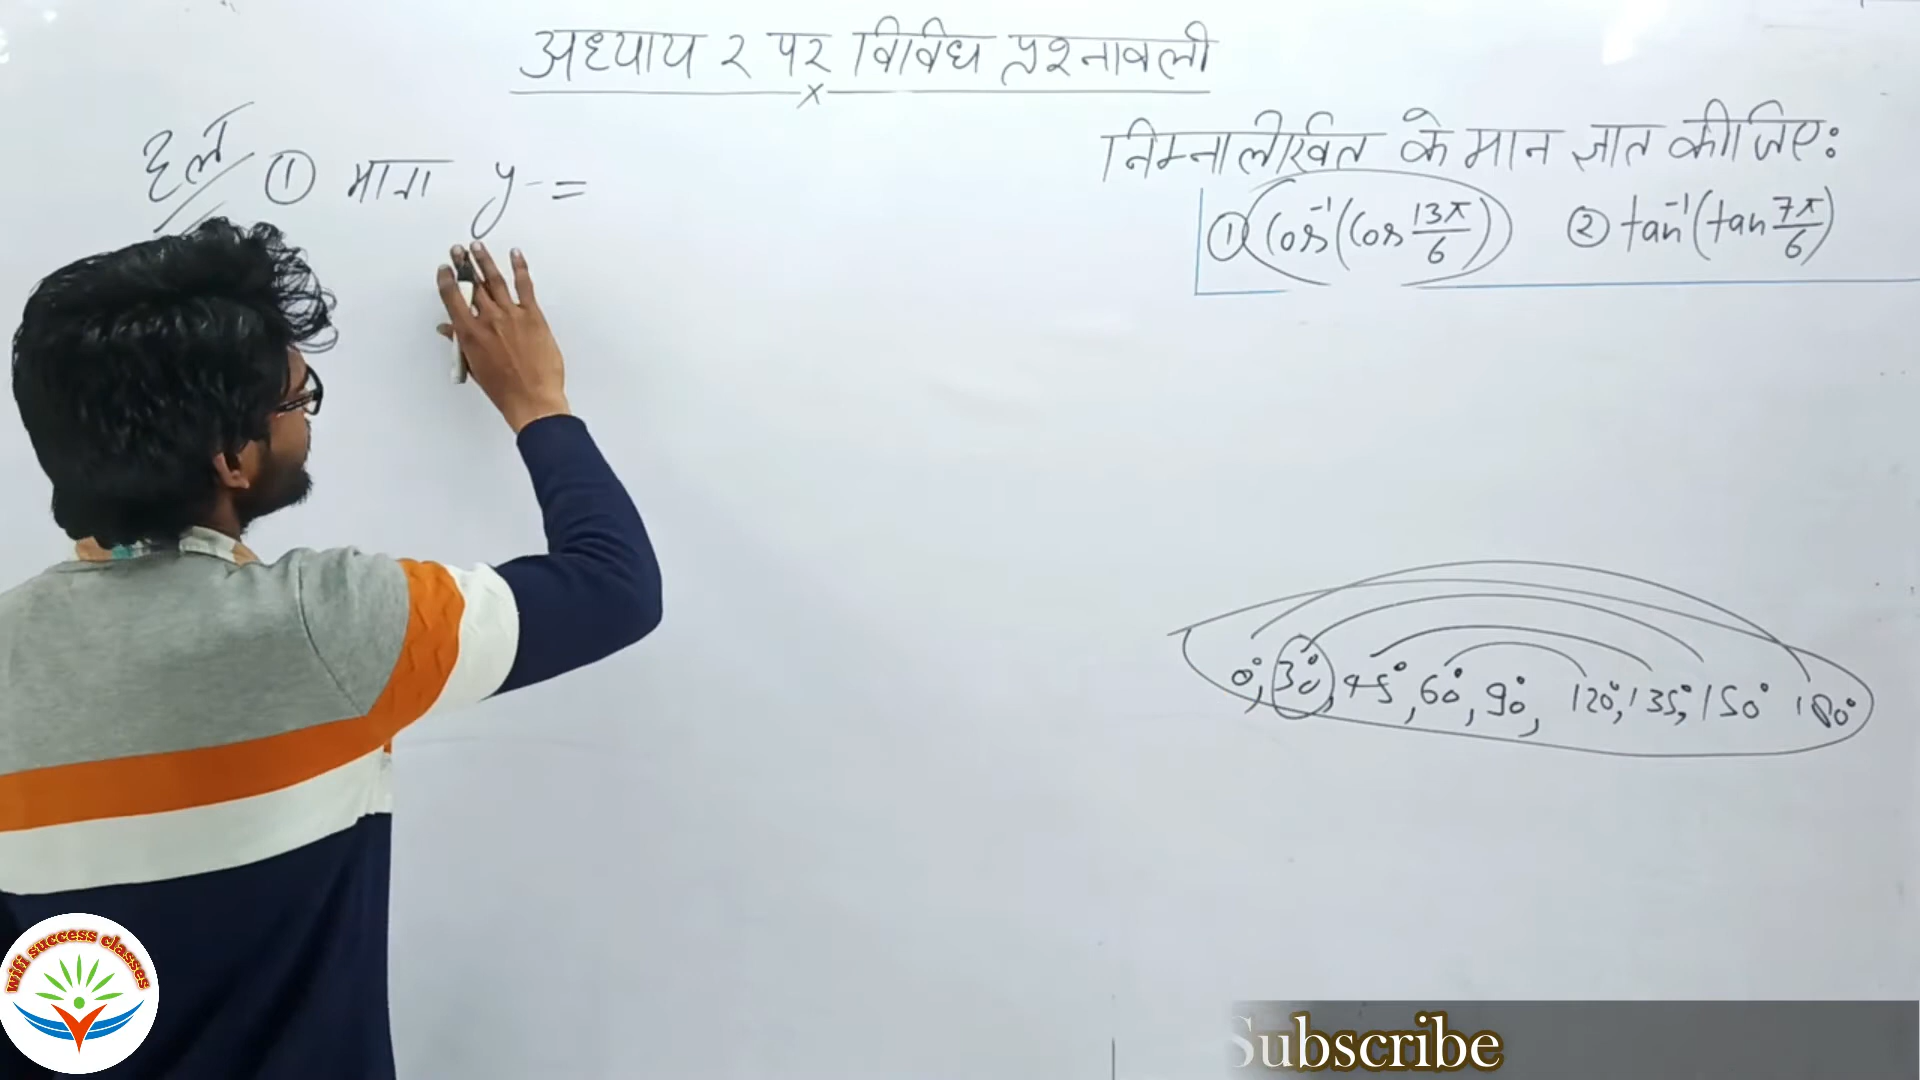 अध्याय २ पर विविध प्रश्नावली
x
हल ① माना y =
निम्नलिखित के मान ज्ञात कीजिए:
① cos⁻¹(cos 13π/6) ② tan⁻¹(tan 7π/6)
0°, 30°, 45°, 60°, 90°, 120°, 135°, 150° 180°
wifi success classes
Subscribe